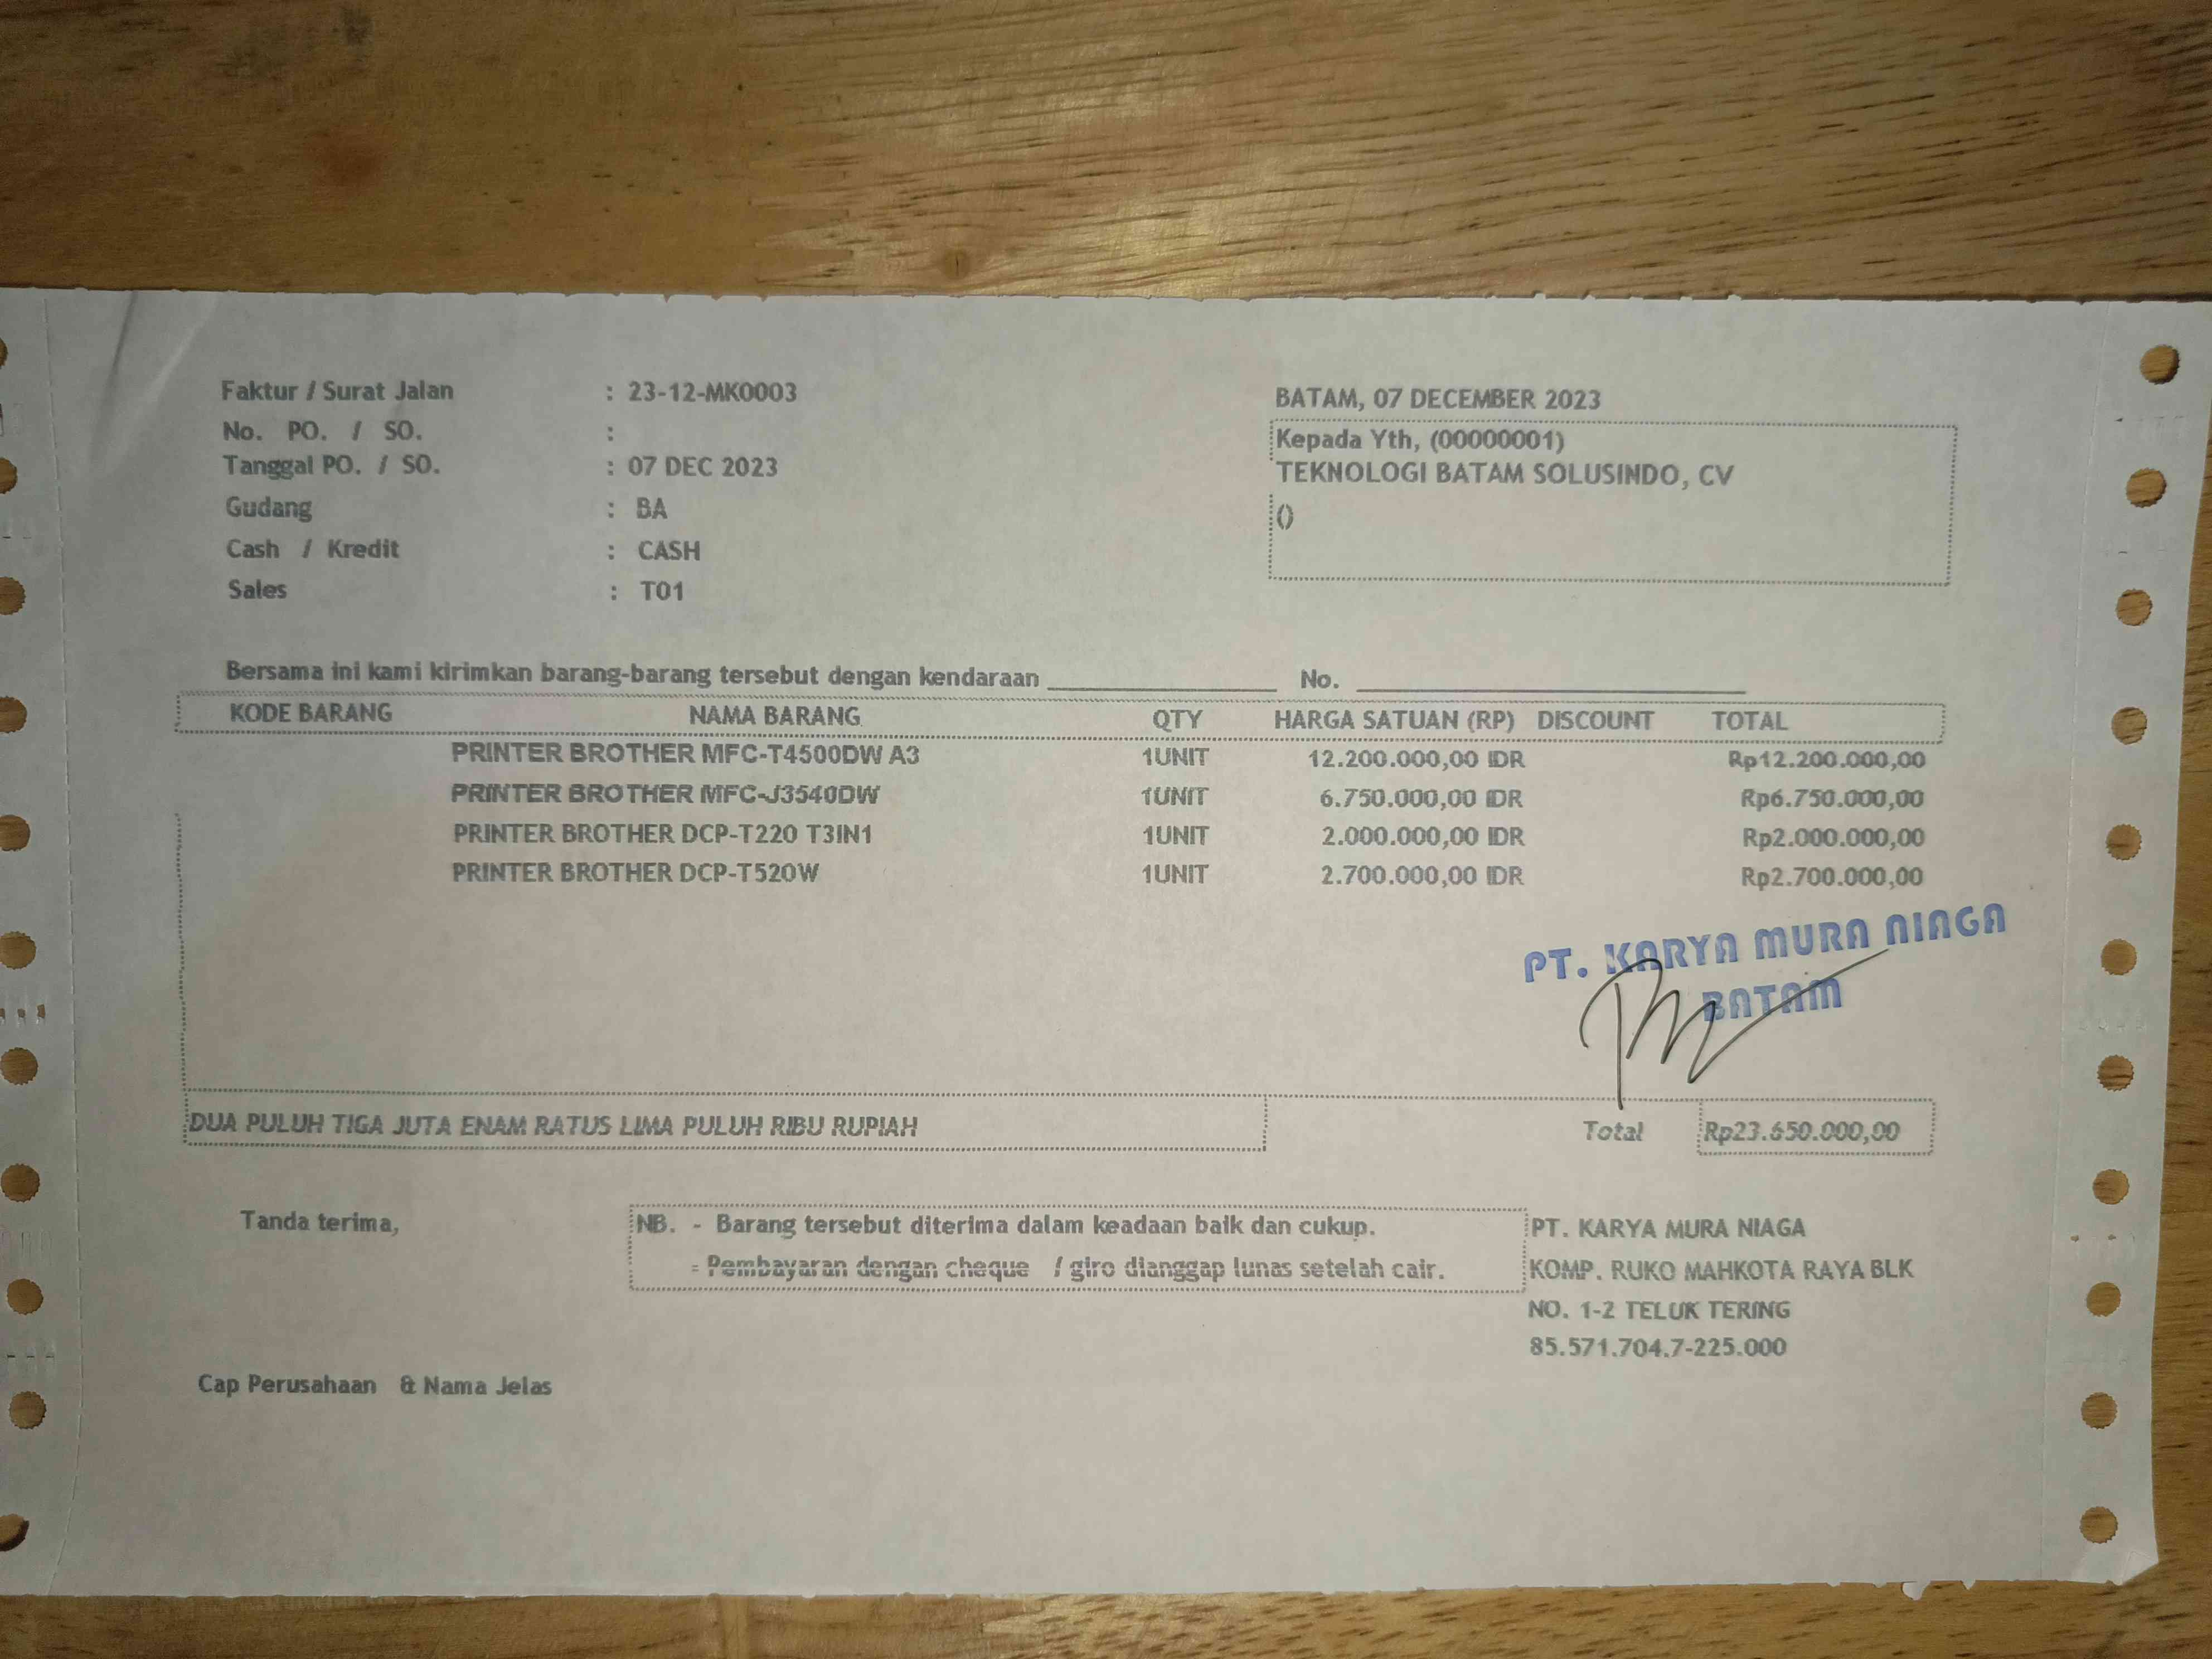 Faktur / Surat Jalan : 23-12-MK0003
No. PO. / SO. :
Tanggal PO. / SO. : 07 DEC 2023
Gudang : BA
Cash / Kredit : CASH
Sales : T01
BATAM, 07 DECEMBER 2023
Kepada Yth, (00000001)
TEKNOLOGI BATAM SOLUSINDO, CV
()
Bersama ini kami kirimkan barang-barang tersebut dengan kendaraan ____________ No. ____________
KODE BARANG NAMA BARANG QTY HARGA SATUAN (RP) DISCOUNT TOTAL
PRINTER BROTHER MFC-T4500DW A3 1UNIT 12.200.000,00 IDR Rp12.200.000,00
PRINTER BROTHER MFC-J3540DW 1UNIT 6.750.000,00 IDR Rp6.750.000,00
PRINTER BROTHER DCP-T220 T3IN1 1UNIT 2.000.000,00 IDR Rp2.000.000,00
PRINTER BROTHER DCP-T520W 1UNIT 2.700.000,00 IDR Rp2.700.000,00
PT. KARYA MURA NIAGA
BATAM
DUA PULUH TIGA JUTA ENAM RATUS LIMA PULUH RIBU RUPIAH Total Rp23.650.000,00
Tanda terima,
NB. - Barang tersebut diterima dalam keadaan baik dan cukup.
- Pembayaran dengan cheque / giro dianggap lunas setelah cair.
PT. KARYA MURA NIAGA
KOMP. RUKO MAHKOTA RAYA BLK
NO. 1-2 TELUK TERING
85.571.704.7-225.000
Cap Perusahaan & Nama Jelas